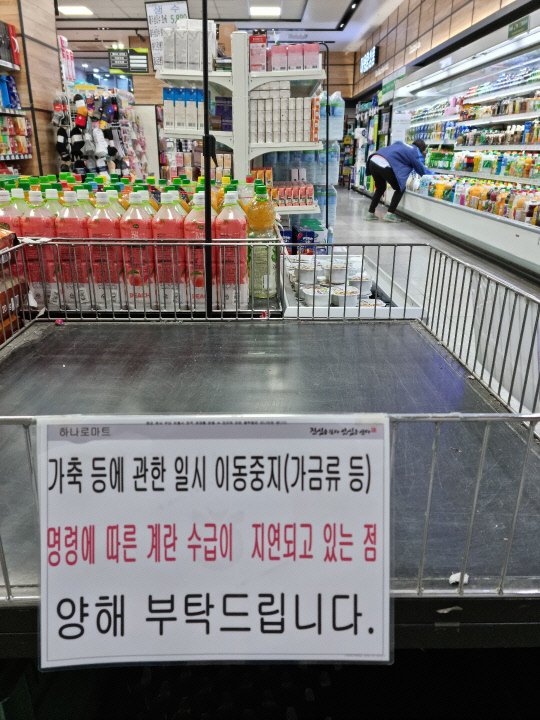 생수
하나로마트
가축 등에 관한 일시 이동중지(가금류 등)
명령에 따른 계란 수급이 지연되고 있는 점
양해 부탁드립니다.